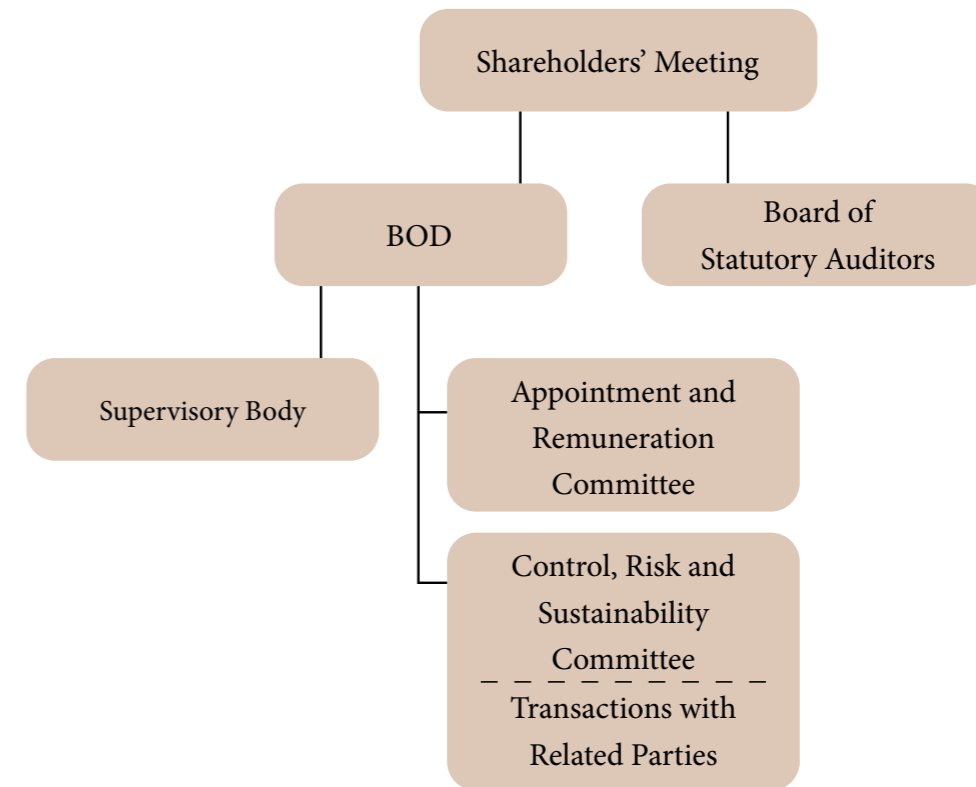 Shareholders’ Meeting
BOD
Board of
Statutory Auditors
Supervisory Body
Appointment and
Remuneration
Committee
Control, Risk and
Sustainability
Committee
Transactions with
Related Parties